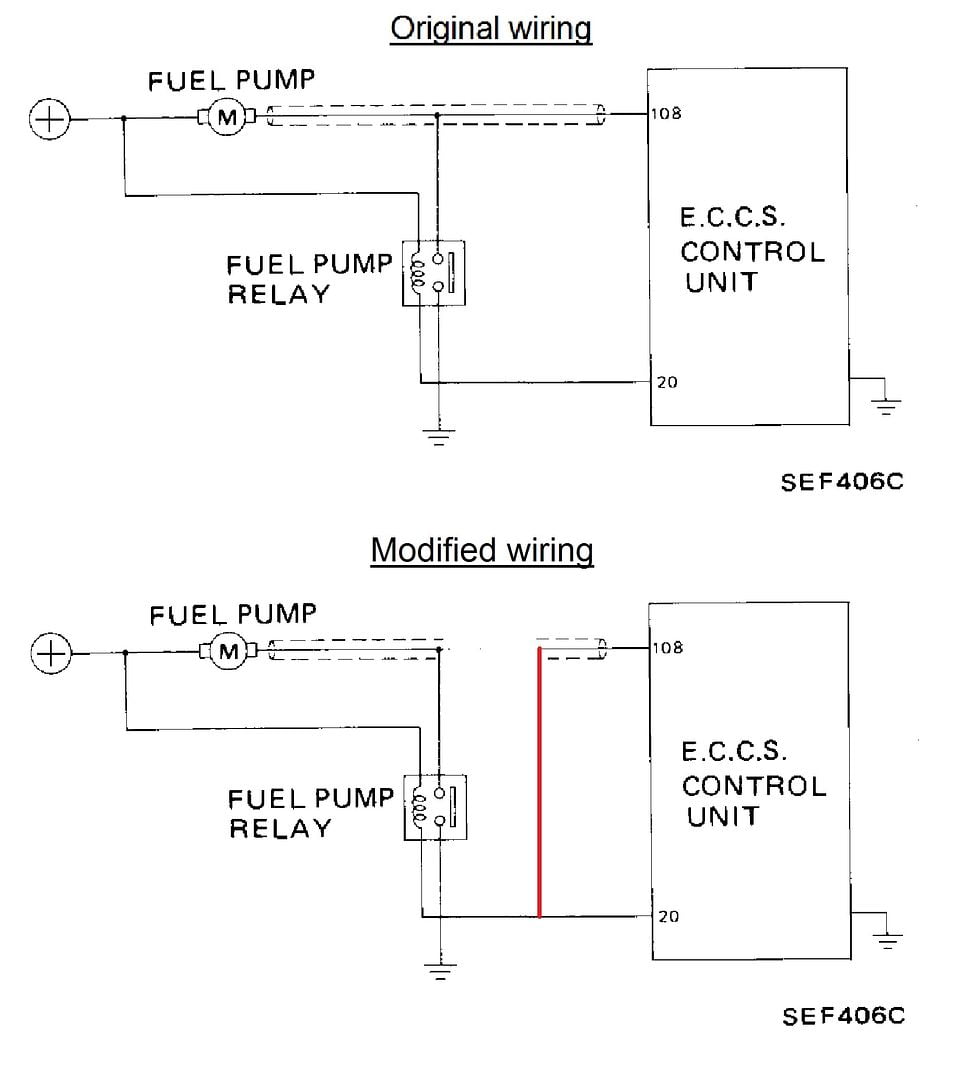 Original wiring
FUEL PUMP
M
108
E.C.C.S.
CONTROL
UNIT
FUEL PUMP
RELAY
20
SEF406C
Modified wiring
FUEL PUMP
M
108
E.C.C.S.
CONTROL
UNIT
FUEL PUMP
RELAY
20
SEF406C